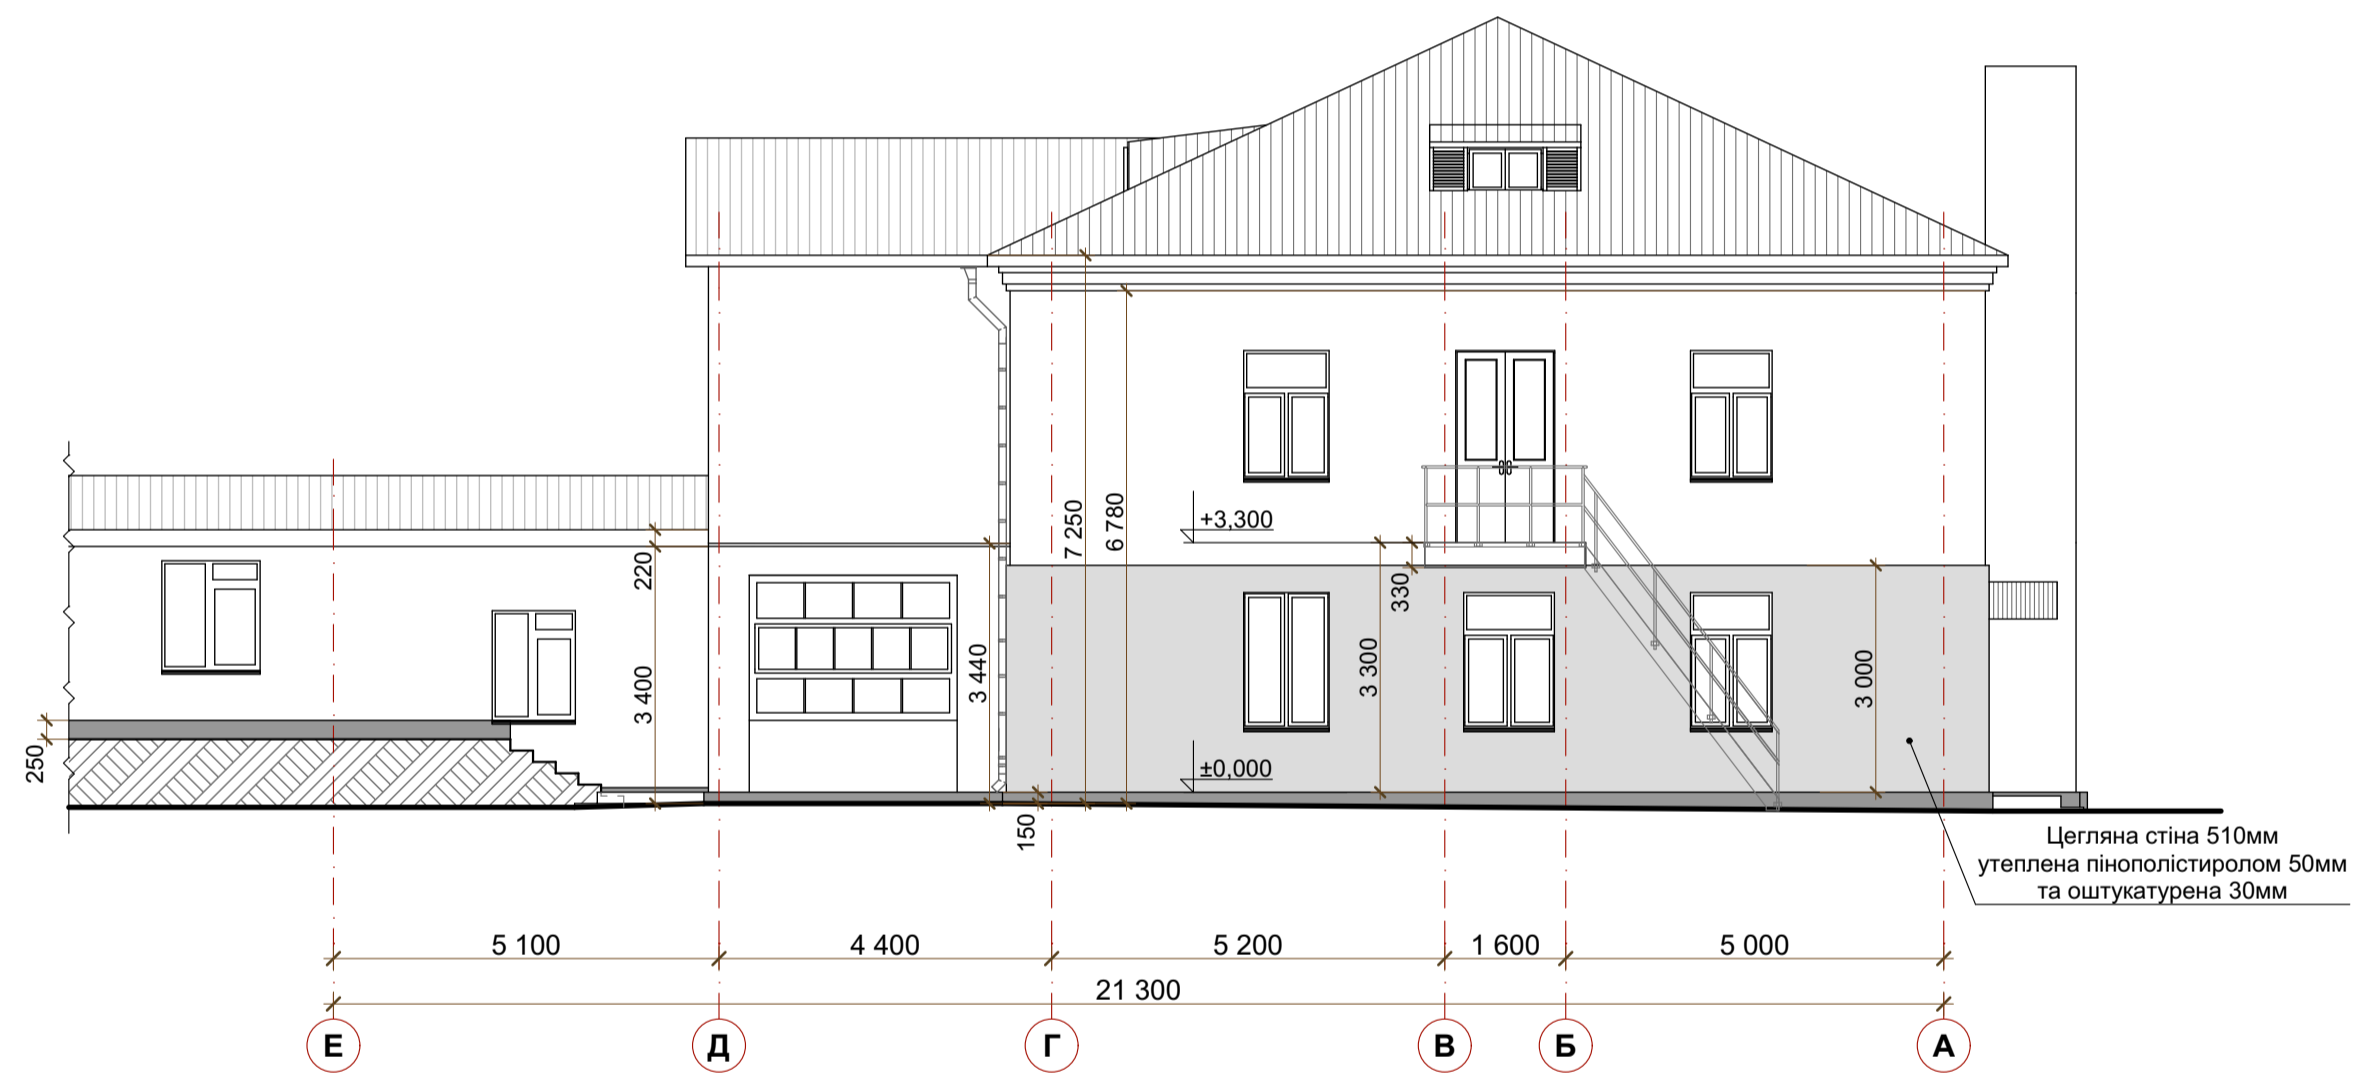 7 250
6 780
+3,300
220
330
3 400
3 440
3 300
3 000
250
±0,000
150
Цегляна стіна 510мм
утеплена пінополістиролом 50мм
та оштукатурена 30мм
5 100
4 400
5 200
1 600
5 000
21 300
Е
Д
Г
В
Б
А